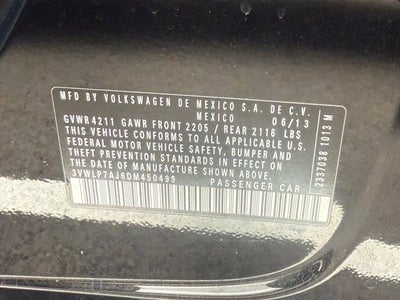 MFD BY VOLKSWAGEN DE MEXICO S.A. DE C.V.
MEXICO 06/13
GVWR 4211 GAWR FRONT 2205 / REAR 2116 LBS
THIS VEHICLE CONFORMS TO ALL APPLICABLE U.S.
FEDERAL MOTOR VEHICLE SAFETY, BUMPER AND
THEFT PREVENTION STANDARDS IN EFFECT ON
THE DATE OF MANUFACTURE SHOWN ABOVE.
3VWLP7AJ6DM450499 PASSENGER CAR
2337038 1013 M